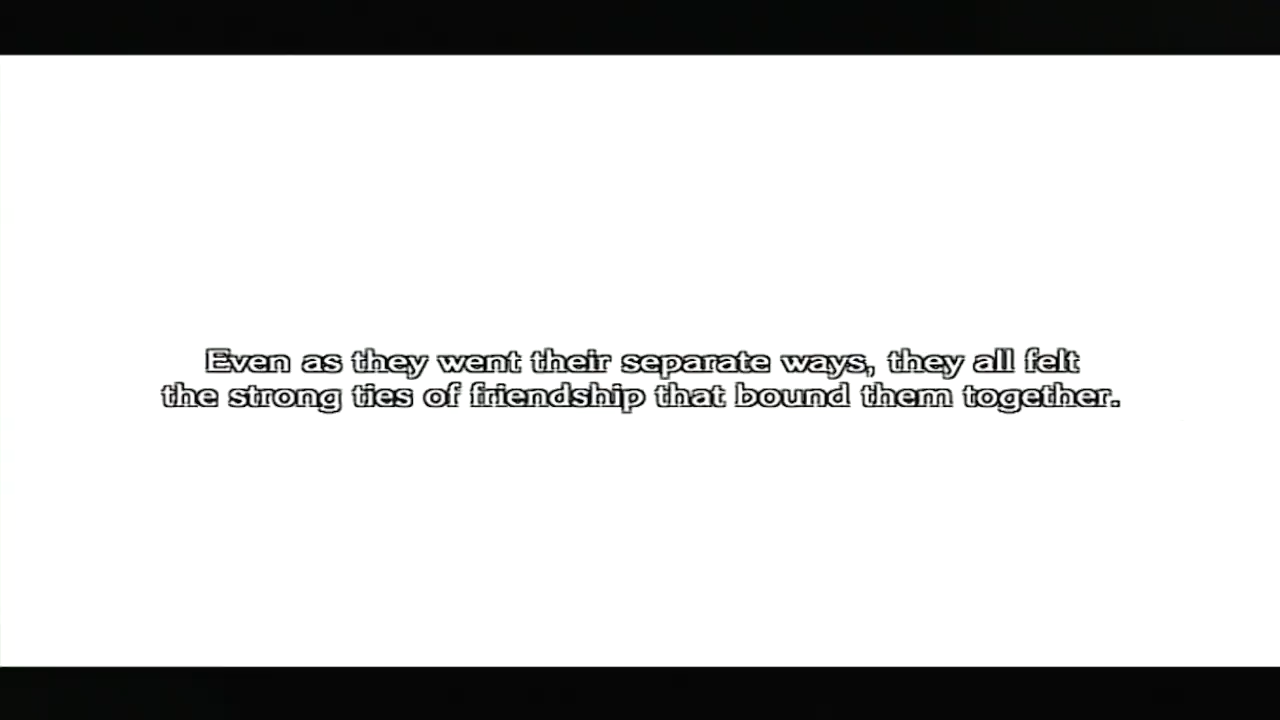 Even as they went their separate ways, they all felt
the strong ties of friendship that bound them together.